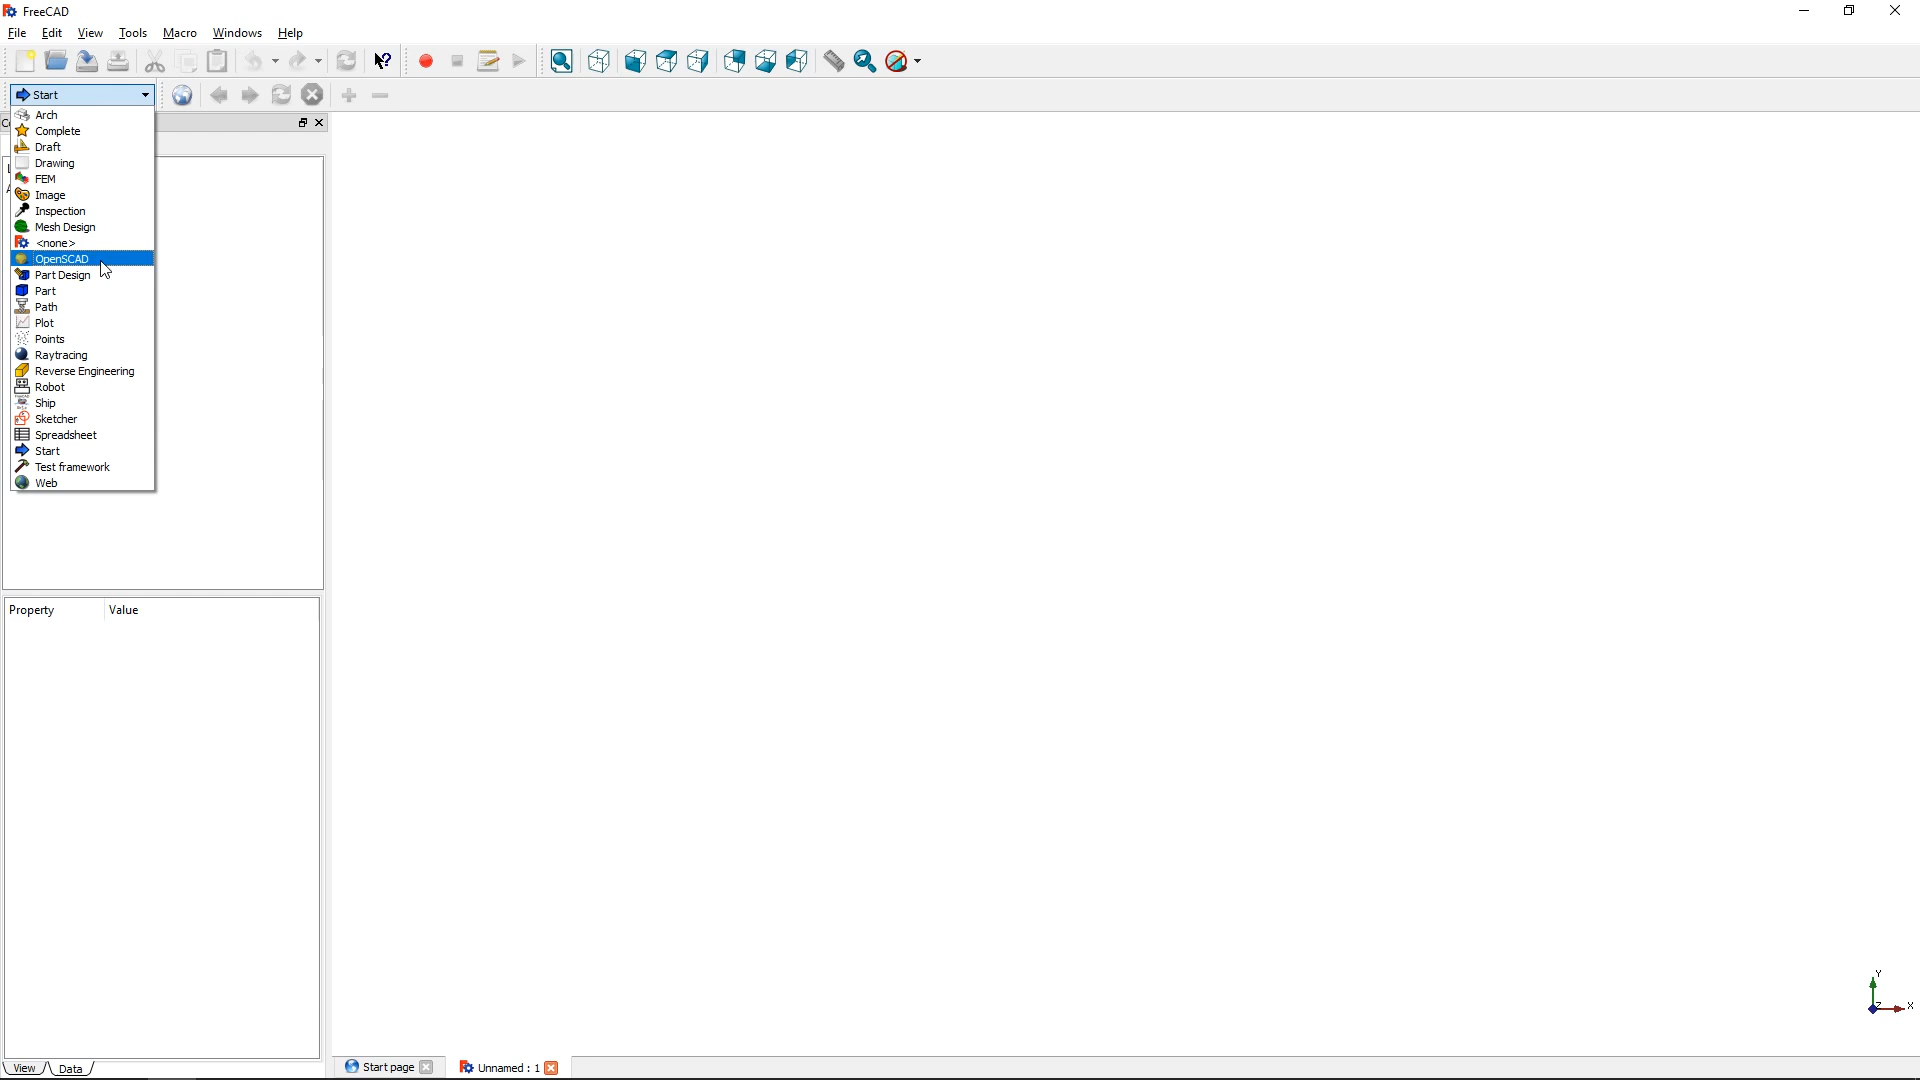 FreeCAD
File Edit View Tools Macro Windows Help
Start
Arch
Complete
Draft
Drawing
FEM
Image
Inspection
Mesh Design
<none>
OpenSCAD
Part Design
Part
Path
Plot
Points
Raytracing
Reverse Engineering
Robot
Ship
Sketcher
Spreadsheet
Start
Test framework
Web
Property Value
Y
Z X
View Data
Start page Unnamed : 1